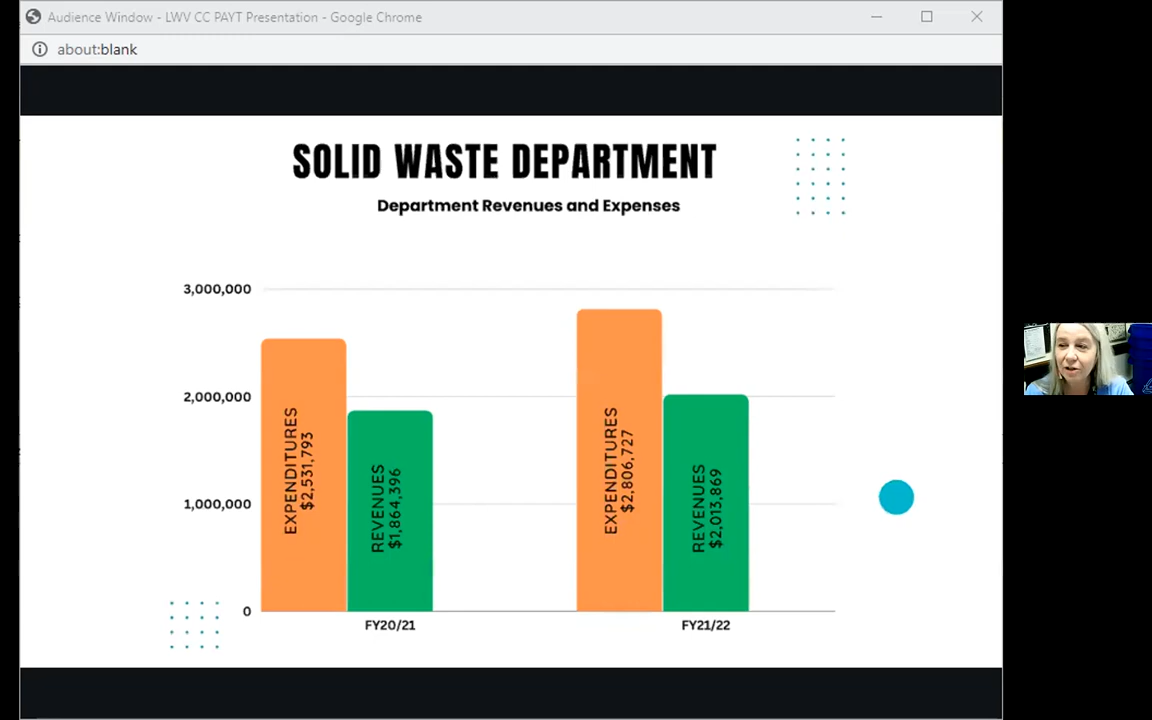 Audience Window - LWV CC PAYT Presentation - Google Chrome
about:blank
SOLID WASTE DEPARTMENT
Department Revenues and Expenses
3,000,000
2,000,000
1,000,000
0
EXPENDITURES
$2,531,793
REVENUES
$1,864,396
EXPENDITURES
$2,806,727
REVENUES
$2,013,869
FY20/21
FY21/22